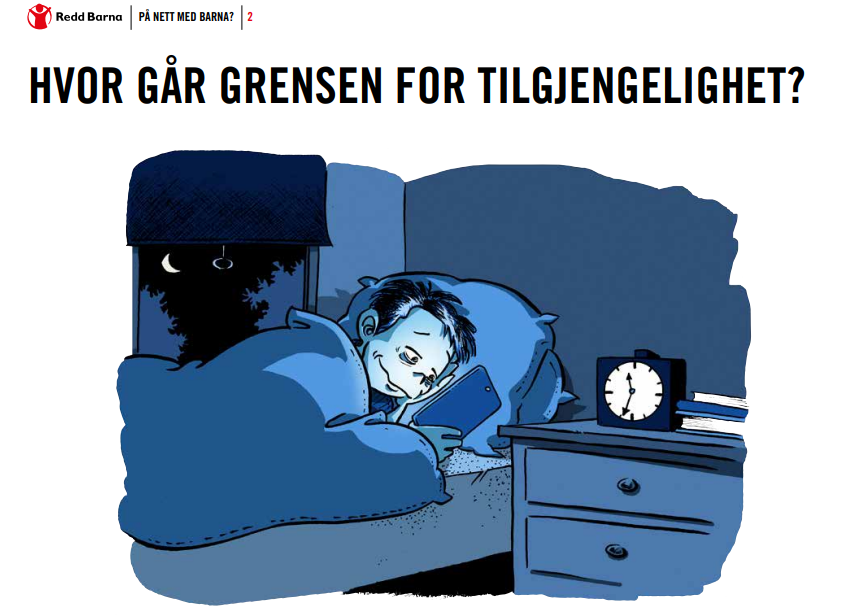 Redd Barna | PÅ NETT MED BARNA? | 2
HVOR GÅR GRENSEN FOR TILGJENGELIGHET?